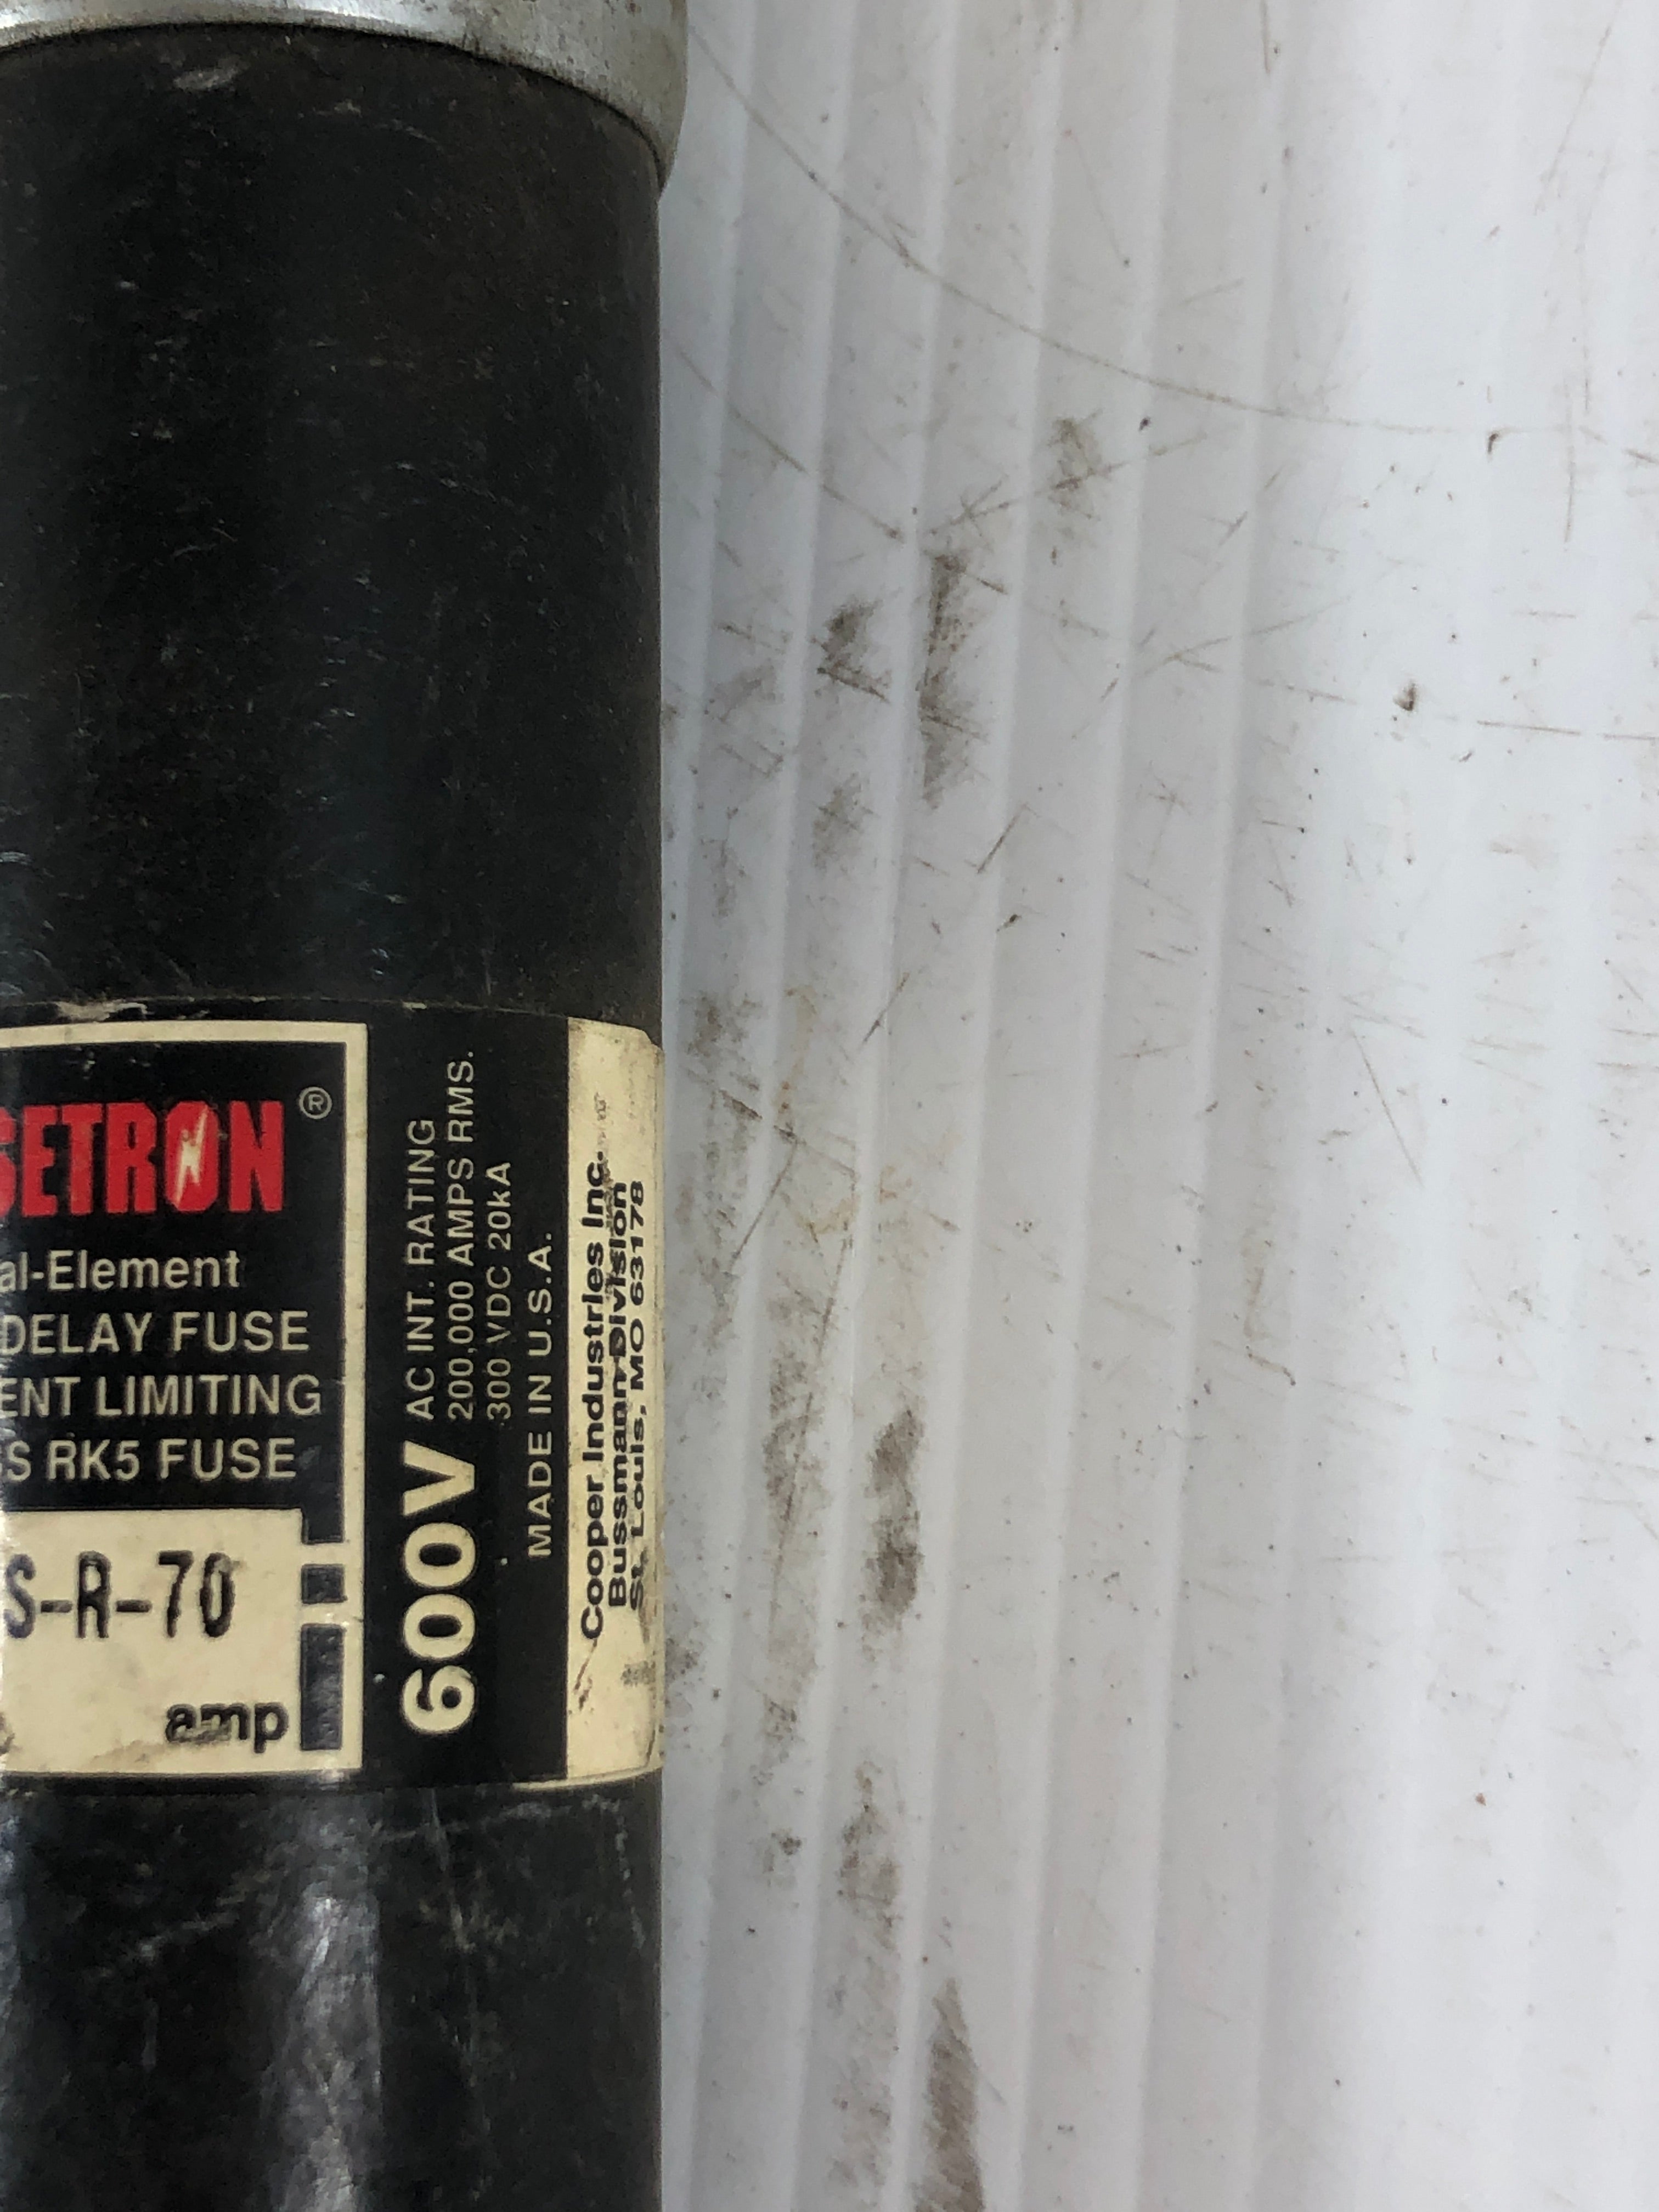 SETRON®
al-Element
DELAY FUSE
ENT LIMITING
S RK5 FUSE
S-R-70
amp
600V AC INT. RATING
200,000 AMPS RMS.
300 VDC 20kA
MADE IN U.S.A.
Cooper Industries Inc.
Bussmann Division
St. Louis, MO 63178